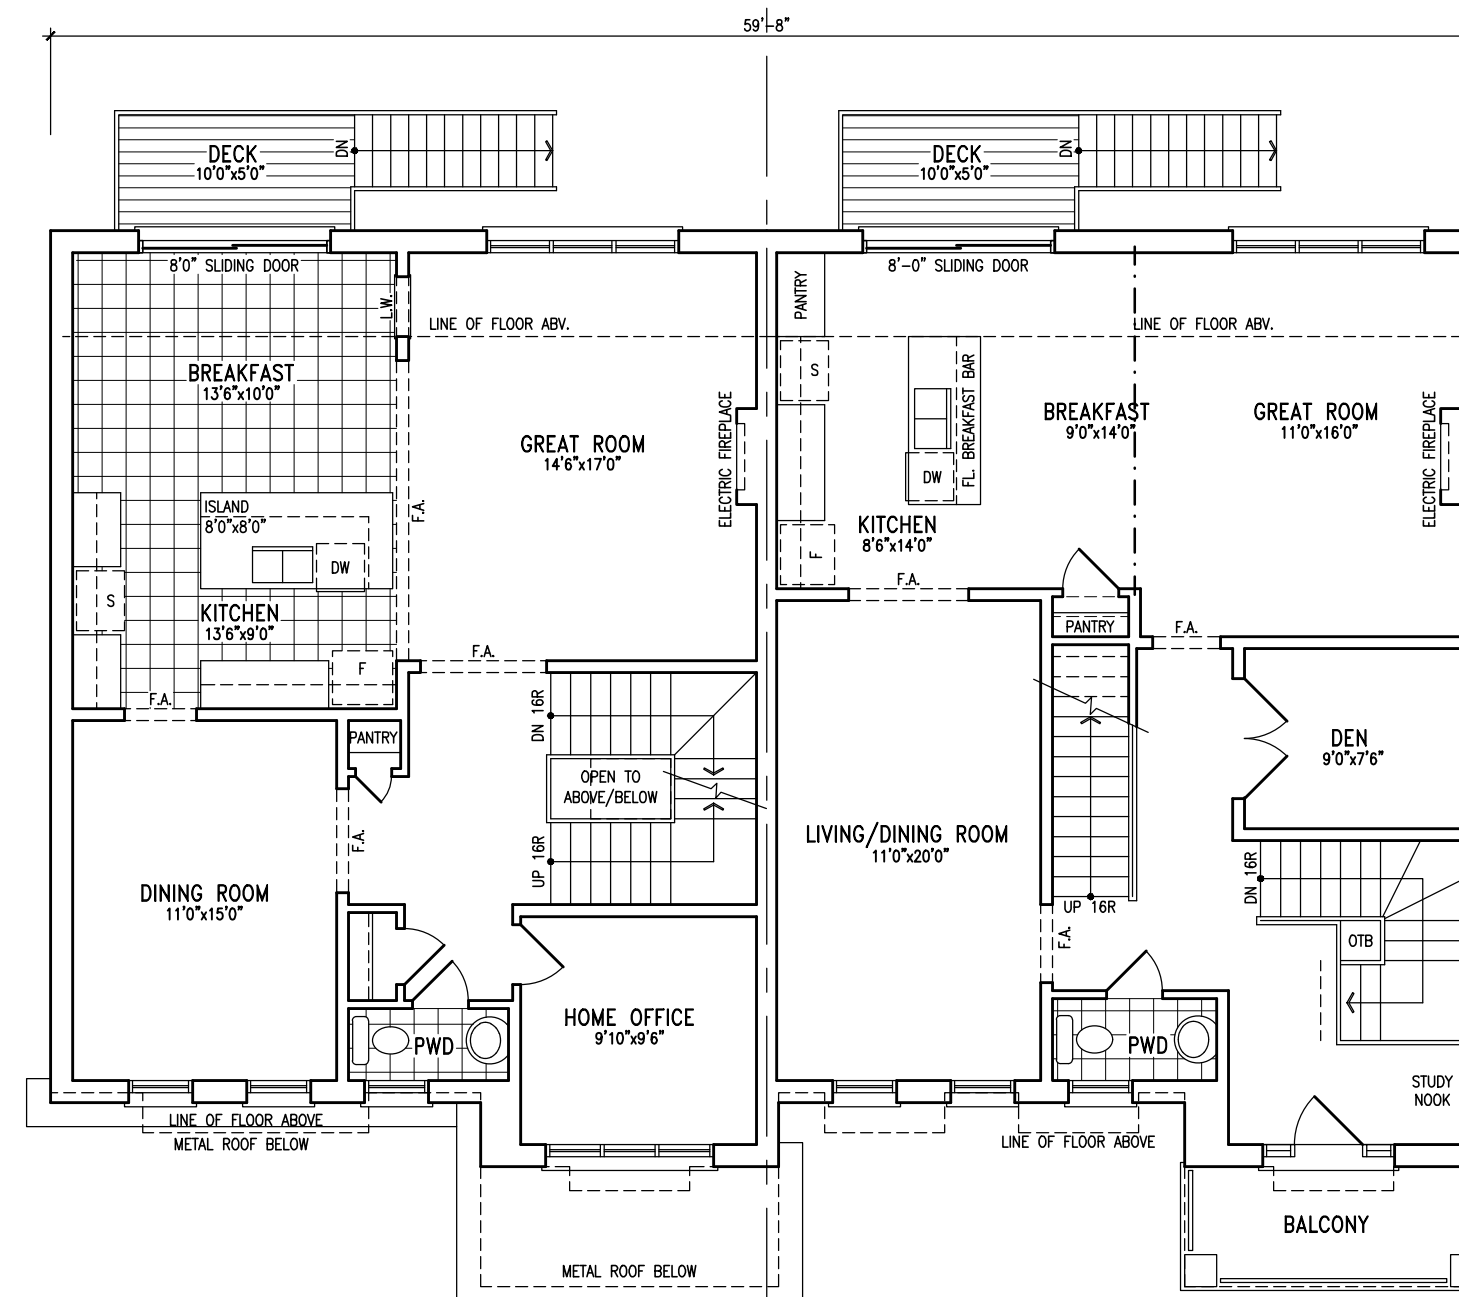 59'-8"
DECK
10'0"x5'0"
DN
DECK
10'0"x5'0"
DN
8'0" SLIDING DOOR
L.W.
LINE OF FLOOR ABV.
BREAKFAST
13'6"x10'0"
GREAT ROOM
14'6"x17'0"
ELECTRIC FIREPLACE
ISLAND
8'0"x8'0"
DW
F.A.
S
KITCHEN
13'6"x9'0"
F
F.A.
F.A.
PANTRY
DN 16R
OPEN TO
ABOVE/BELOW
UP 16R
F.A.
DINING ROOM
11'0"x15'0"
HOME OFFICE
9'10"x9'6"
PWD
LINE OF FLOOR ABOVE
METAL ROOF BELOW
METAL ROOF BELOW
8'-0" SLIDING DOOR
PANTRY
LINE OF FLOOR ABV.
S
FL. BREAKFAST BAR
DW
BREAKFAST
9'0"x14'0"
GREAT ROOM
11'0"x16'0"
ELECTRIC FIREPLACE
KITCHEN
8'6"x14'0"
F
F.A.
PANTRY
F.A.
DEN
9'0"x7'6"
LIVING/DINING ROOM
11'0"x20'0"
UP 16R
F.A.
DN 16R
OTB
PWD
STUDY
NOOK
LINE OF FLOOR ABOVE
BALCONY